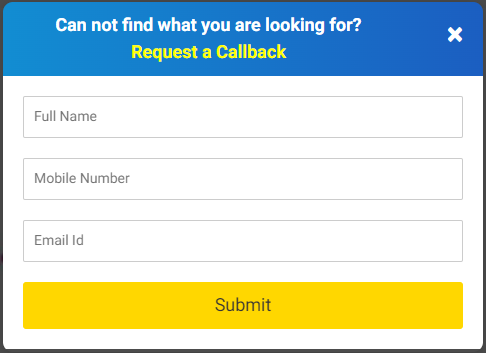 Can not find what you are looking for?
Request a Callback
Full Name
Mobile Number
Email Id
Submit